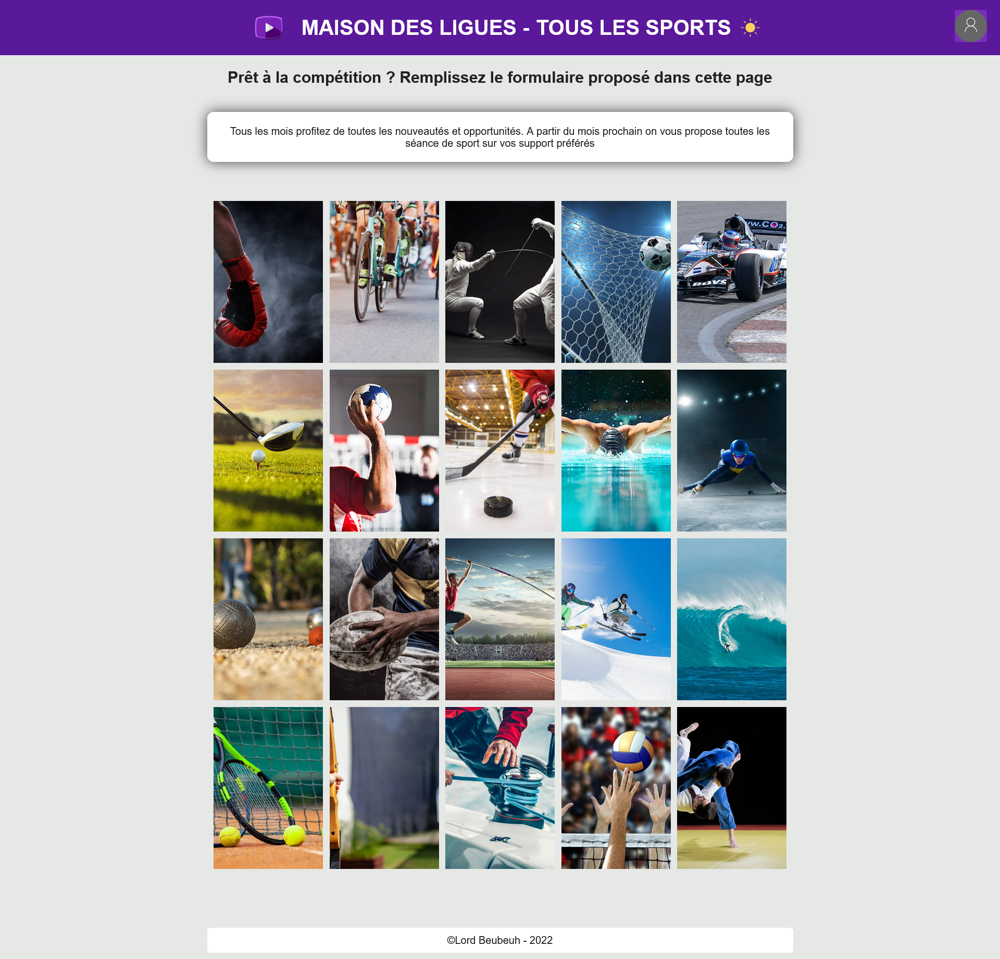 MAISON DES LIGUES - TOUS LES SPORTS
Prêt à la compétition ? Remplissez le formulaire proposé dans cette page
Tous les mois profitez de toutes les nouveautés et opportunités. A partir du mois prochain on vous propose toutes les
séance de sport sur vos support préférés
©Lord Beubeuh - 2022